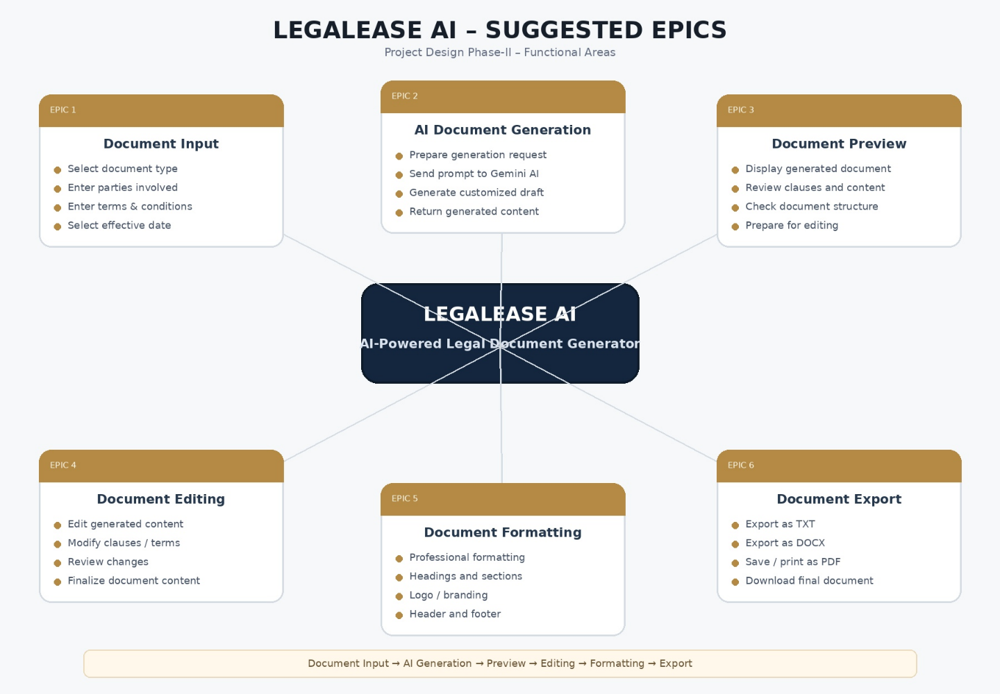 LEGALEASE AI – SUGGESTED EPICS
Project Design Phase-II – Functional Areas
EPIC 1
Document Input
Select document type
Enter parties involved
Enter terms & conditions
Select effective date
EPIC 2
AI Document Generation
Prepare generation request
Send prompt to Gemini AI
Generate customized draft
Return generated content
EPIC 3
Document Preview
Display generated document
Review clauses and content
Check document structure
Prepare for editing
LEGALEASE AI
AI-Powered Legal Document Generator
EPIC 4
Document Editing
Edit generated content
Modify clauses / terms
Review changes
Finalize document content
EPIC 5
Document Formatting
Professional formatting
Headings and sections
Logo / branding
Header and footer
EPIC 6
Document Export
Export as TXT
Export as DOCX
Save / print as PDF
Download final document
Document Input → AI Generation → Preview → Editing → Formatting → Export